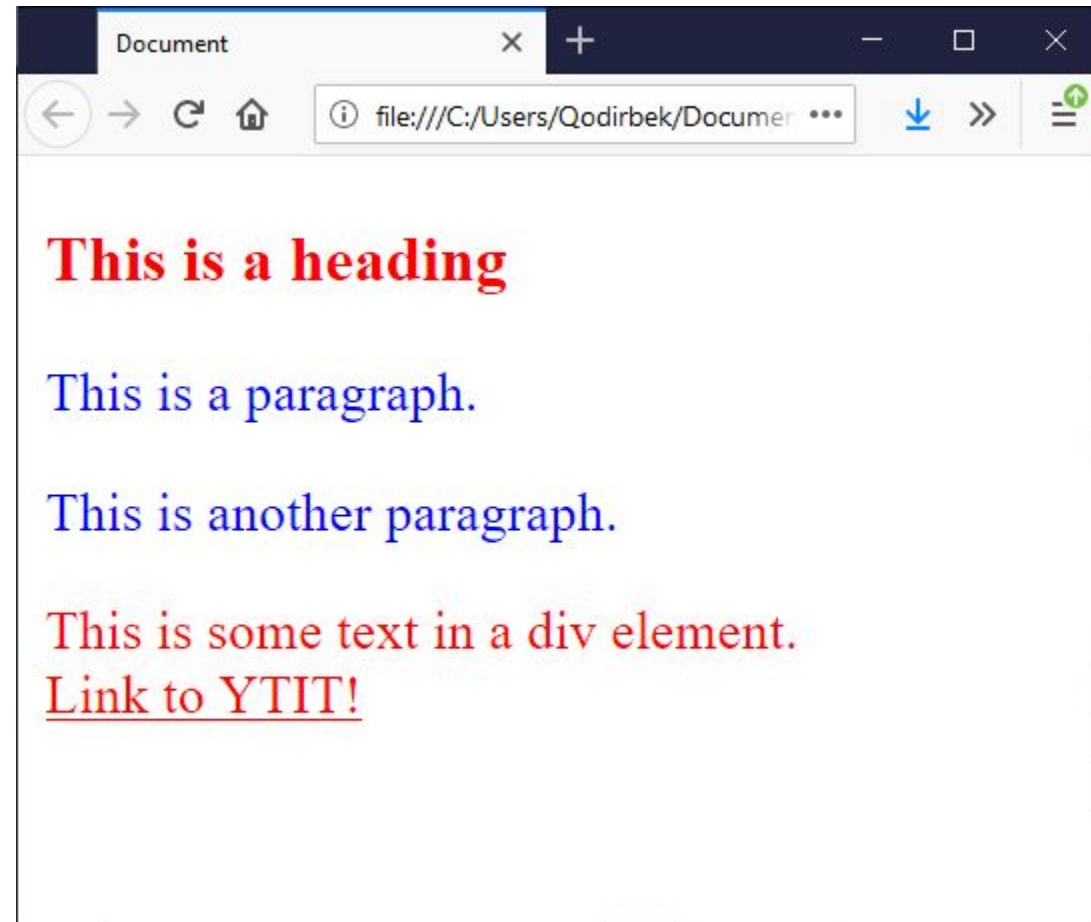 Document
file:///C:/Users/Qodirbek/Documen
This is a heading
This is a paragraph.
This is another paragraph.
This is some text in a div element.
Link to YTIT!